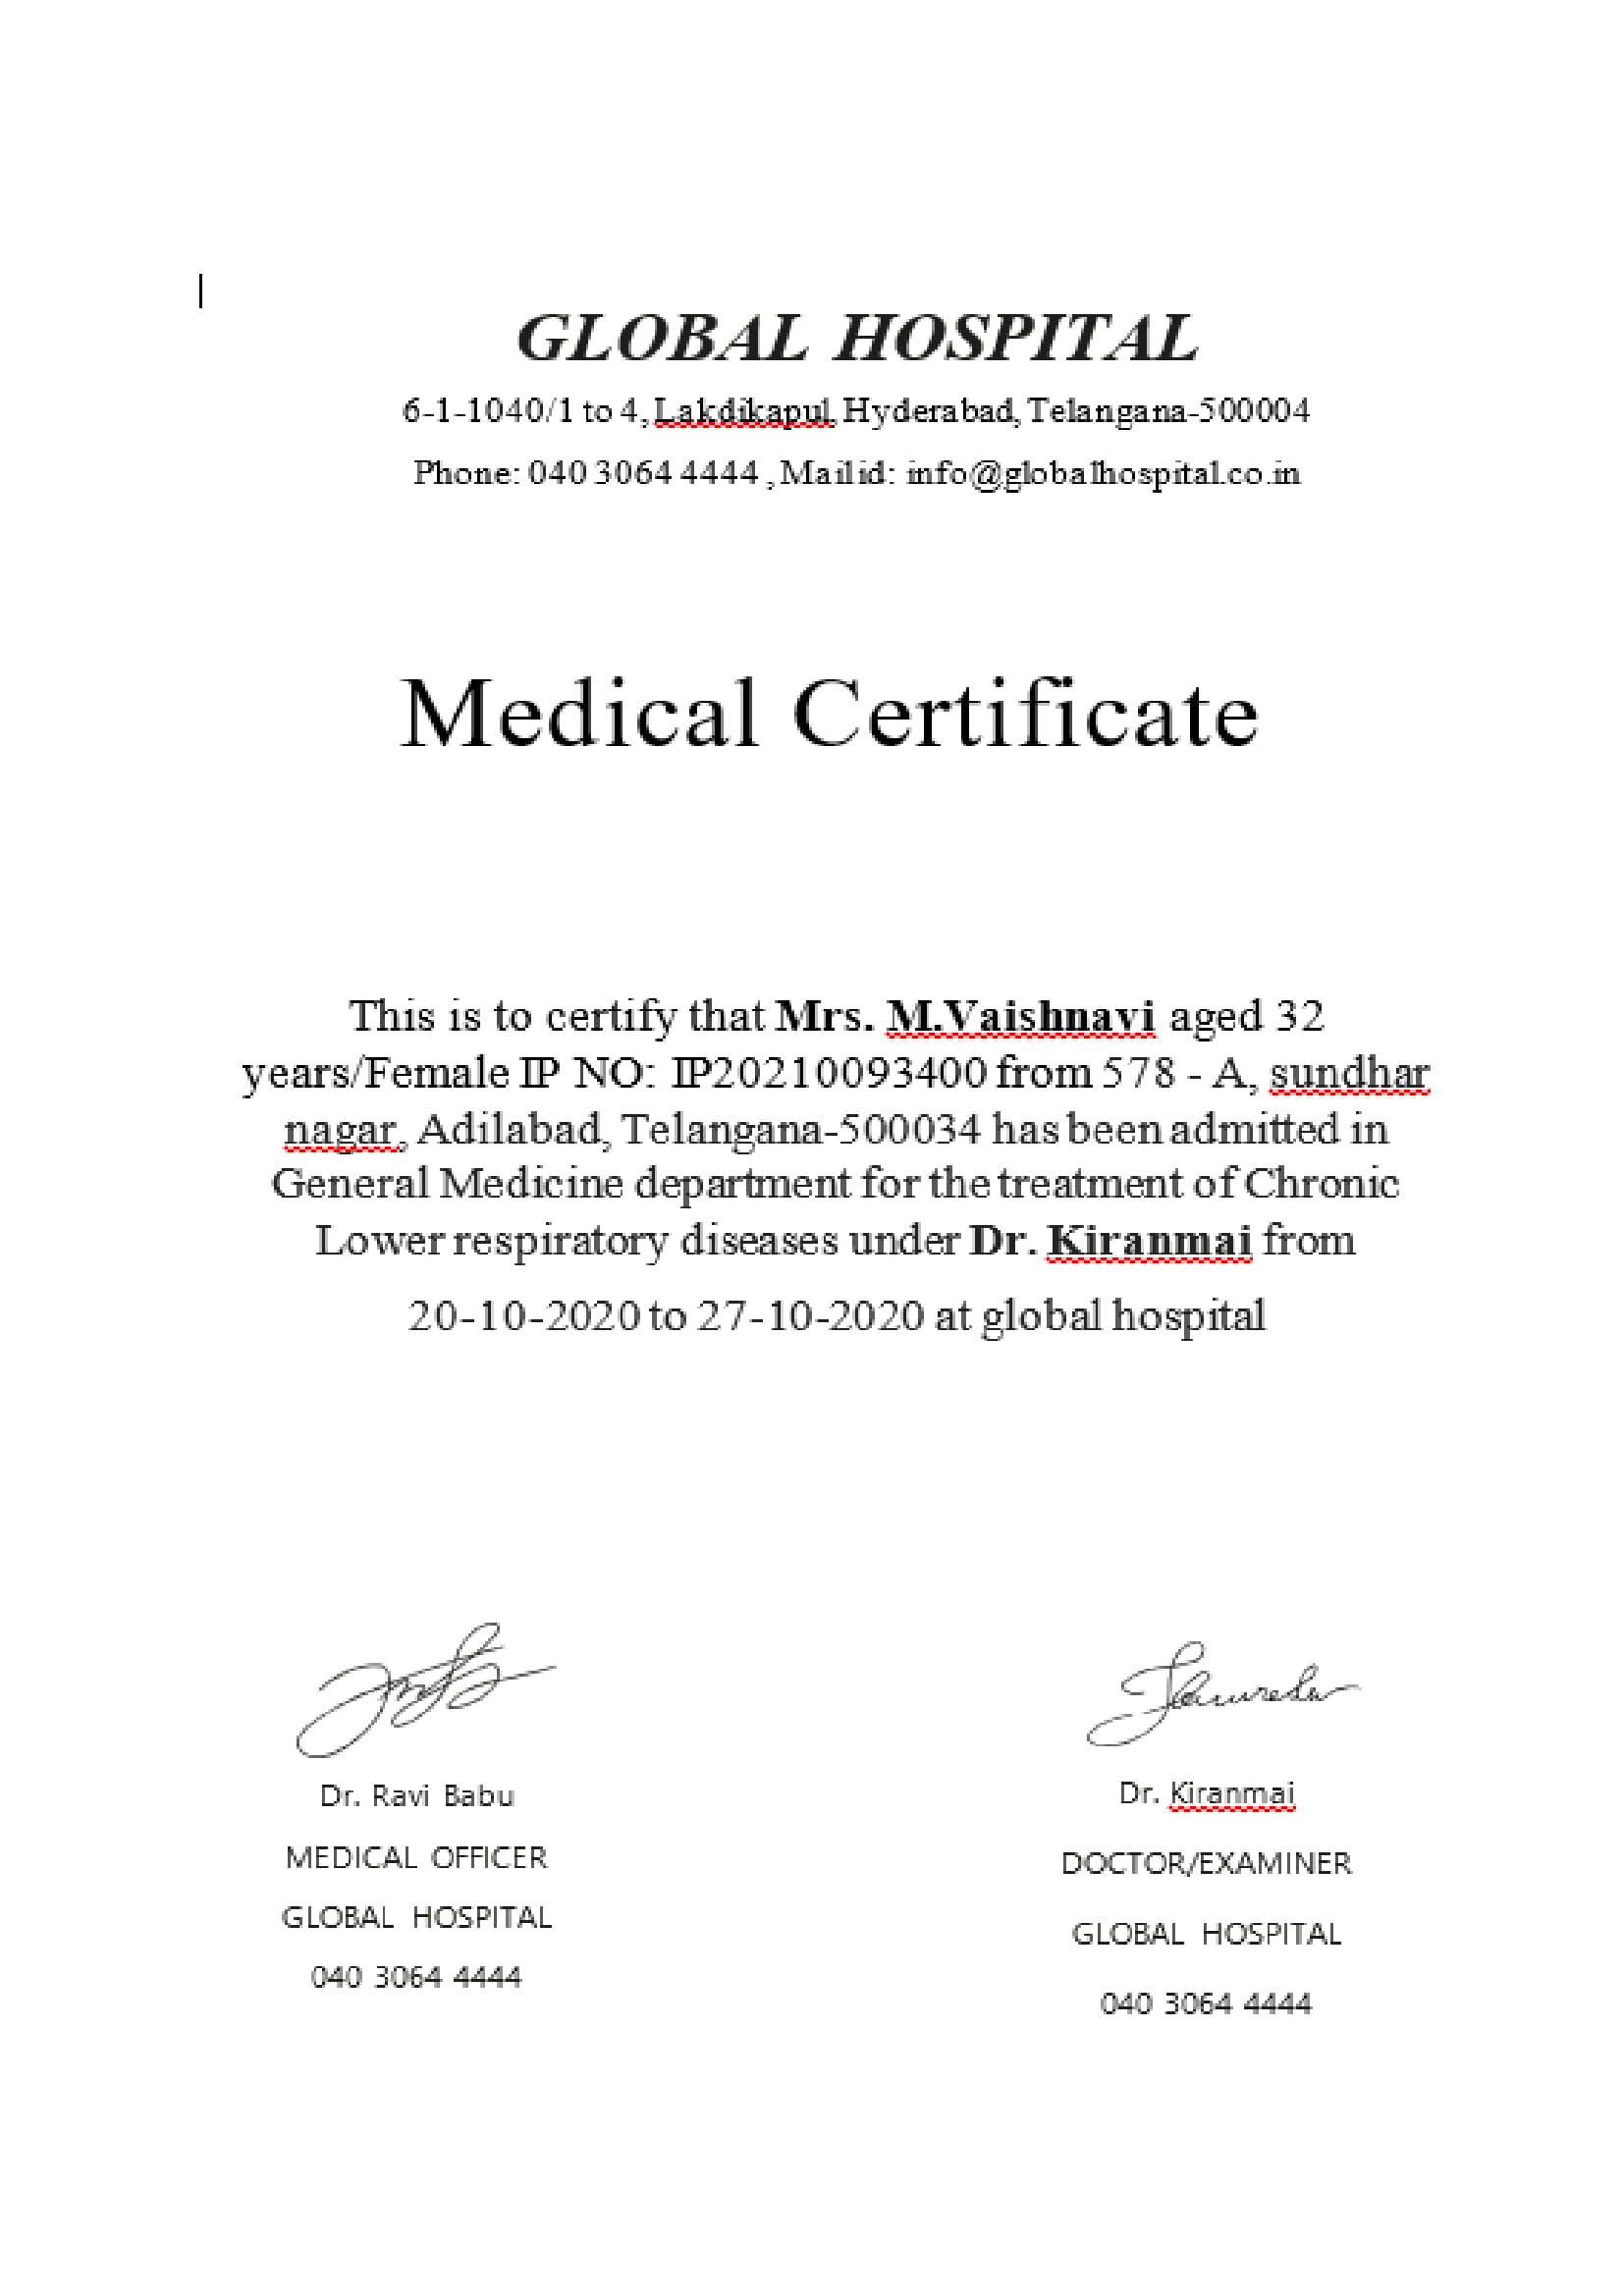 GLOBAL HOSPITAL
6-1-1040/1 to 4, Lakdikapul, Hyderabad, Telangana-500004
Phone: 040 3064 4444 , Mail id: info@globalhospital.co.in
Medical Certificate
This is to certify that Mrs. M.Vaishnavi aged 32
years/Female IP NO: IP20210093400 from 578 - A, sundhar
nagar, Adilabad, Telangana-500034 has been admitted in
General Medicine department for the treatment of Chronic
Lower respiratory diseases under Dr. Kiranmai from
20-10-2020 to 27-10-2020 at global hospital
Dr. Ravi Babu
MEDICAL OFFICER
GLOBAL HOSPITAL
040 3064 4444
Dr. Kiranmai
DOCTOR/EXAMINER
GLOBAL HOSPITAL
040 3064 4444